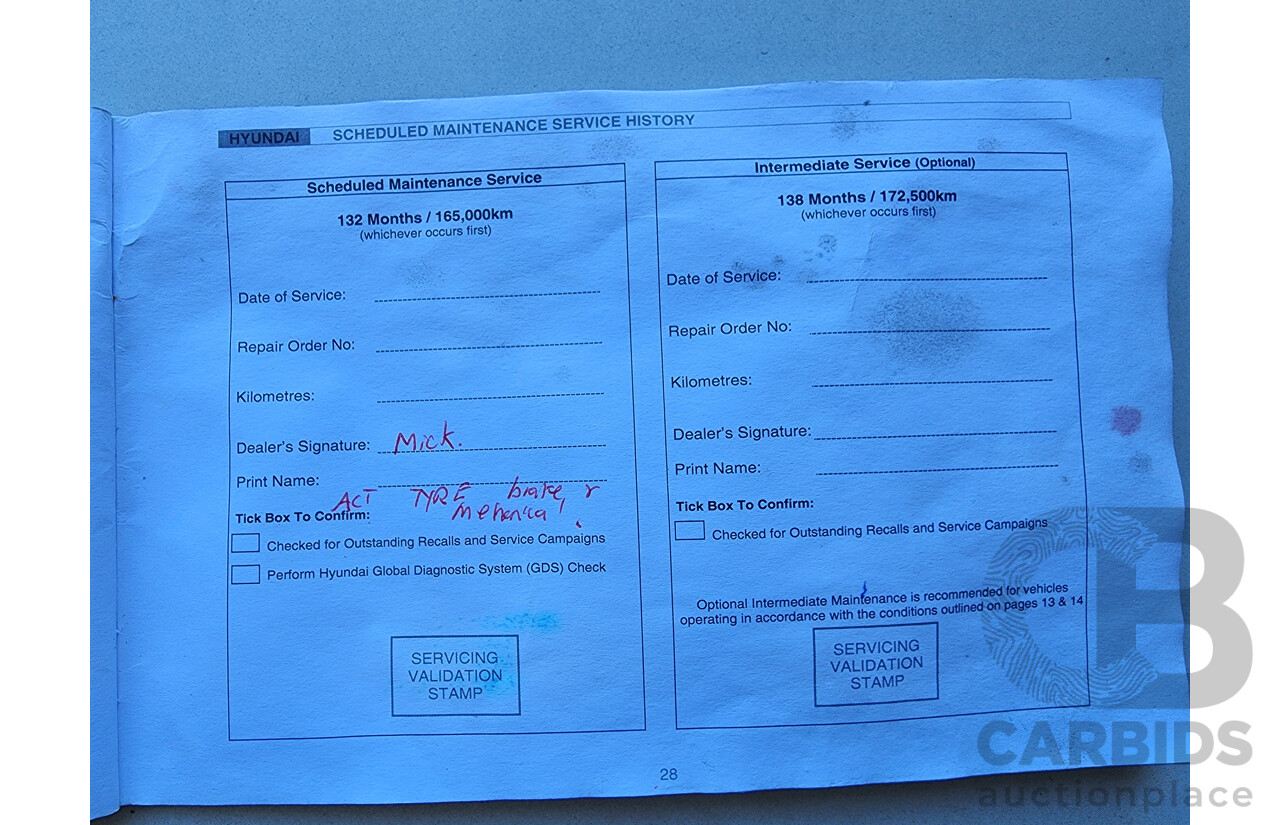 HYUNDAI SCHEDULED MAINTENANCE SERVICE HISTORY
Scheduled Maintenance Service
132 Months / 165,000km
(whichever occurs first)
Date of Service:
Repair Order No:
Kilometres:
Dealer's Signature: Mick.
Print Name:
ACT TYRE brake, &
Tick Box To Confirm:
Checked for Outstanding Recalls and Service Campaigns
Perform Hyundai Global Diagnostic System (GDS) Check
SERVICING
VALIDATION
STAMP
Intermediate Service (Optional)
138 Months / 172,500km
(whichever occurs first)
Date of Service:
Repair Order No:
Kilometres:
Dealer's Signature:
Print Name:
Tick Box To Confirm:
Checked for Outstanding Recalls and Service Campaigns
Optional Intermediate Maintenance is recommended for vehicles
operating in accordance with the conditions outlined on pages 13 & 14
SERVICING
VALIDATION
STAMP
28
CB
CARBIDS
auctionplace